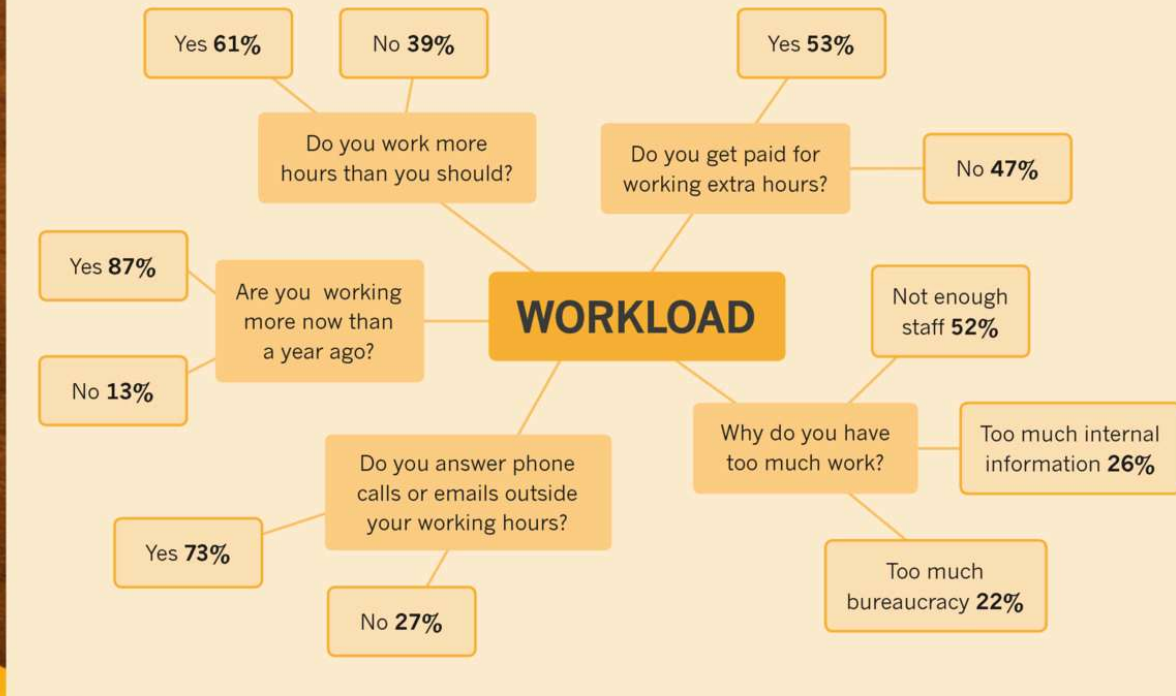 Yes 61%
No 39%
Do you work more
hours than you should?
Yes 53%
Do you get paid for
working extra hours?
No 47%
Yes 87%
Are you working
more now than
a year ago?
No 13%
WORKLOAD
Not enough
staff 52%
Why do you have
too much work?
Too much internal
information 26%
Too much
bureaucracy 22%
Do you answer phone
calls or emails outside
your working hours?
Yes 73%
No 27%